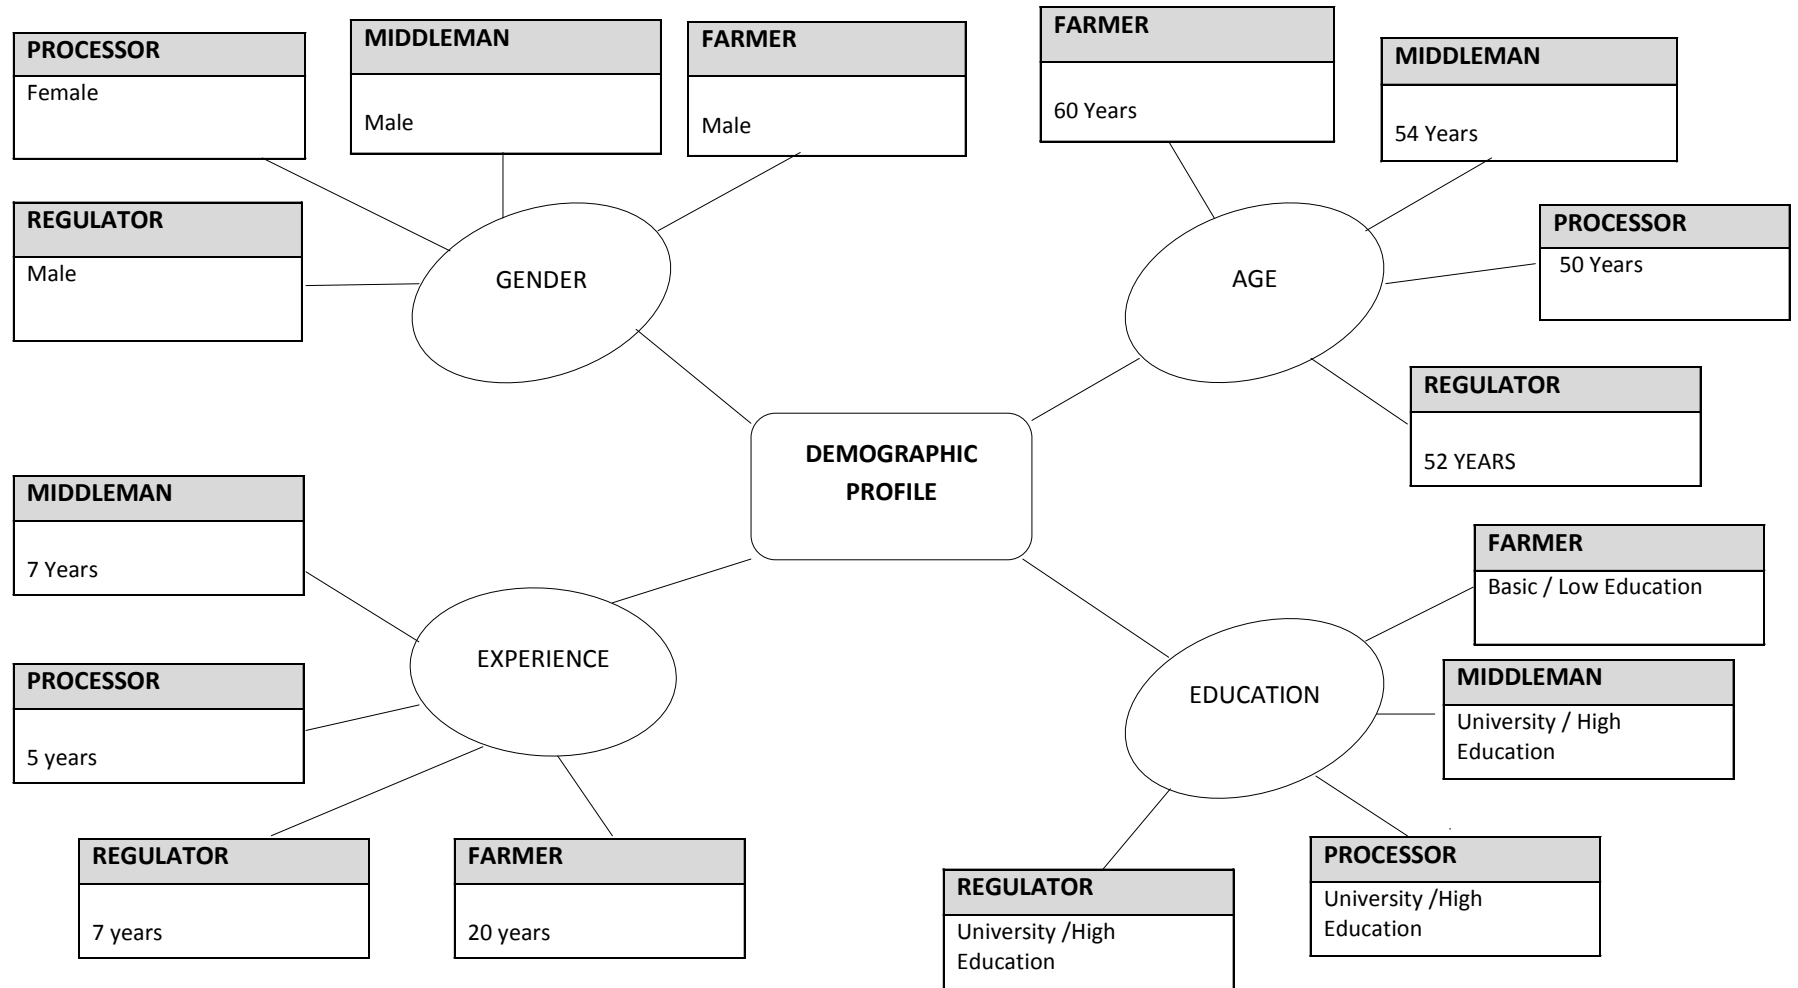 PROCESSOR
Female
MIDDLEMAN
Male
FARMER
Male
REGULATOR
Male
GENDER
FARMER
60 Years
MIDDLEMAN
54 Years
PROCESSOR
50 Years
REGULATOR
52 YEARS
AGE
DEMOGRAPHIC
PROFILE
MIDDLEMAN
7 Years
PROCESSOR
5 years
REGULATOR
7 years
FARMER
20 years
EXPERIENCE
FARMER
Basic / Low Education
MIDDLEMAN
University / High
Education
EDUCATION
PROCESSOR
University /High
Education
REGULATOR
University /High
Education